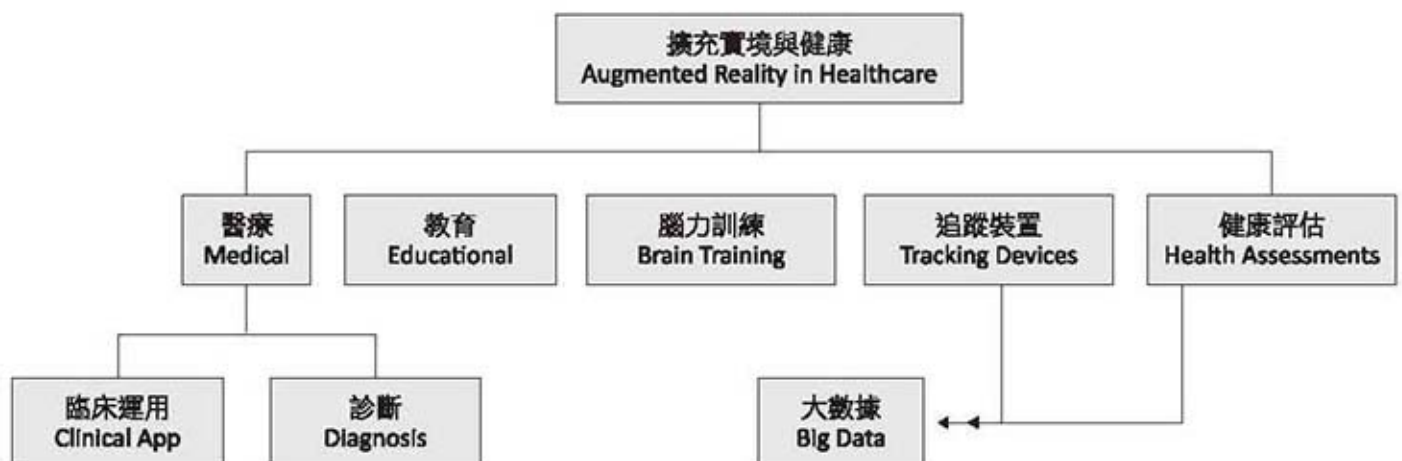 擴充實境與健康
Augmented Reality in Healthcare
醫療
Medical
教育
Educational
腦力訓練
Brain Training
追蹤裝置
Tracking Devices
健康評估
Health Assessments
臨床運用
Clinical App
診斷
Diagnosis
大數據
Big Data